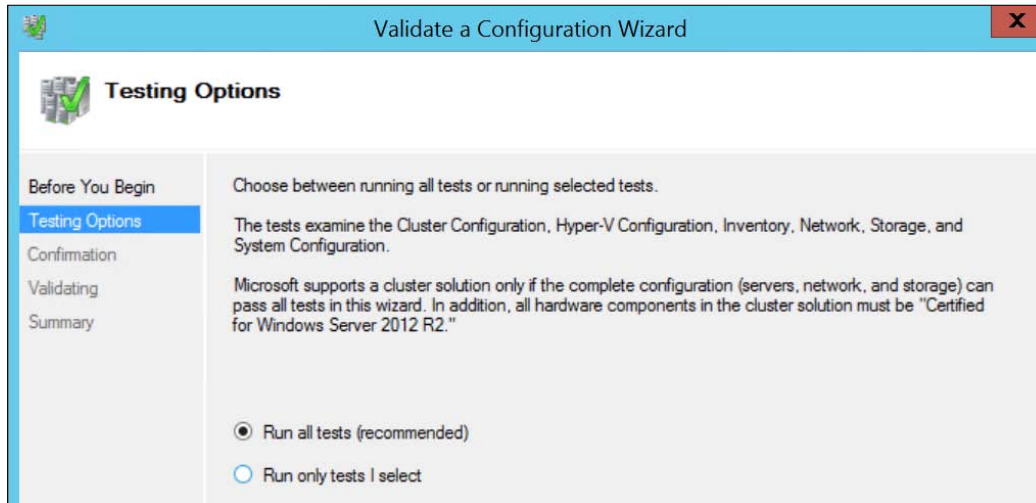 Validate a Configuration Wizard
X
Testing Options
Before You Begin
Testing Options
Confirmation
Validating
Summary
Choose between running all tests or running selected tests.
The tests examine the Cluster Configuration, Hyper-V Configuration, Inventory, Network, Storage, and
System Configuration.
Microsoft supports a cluster solution only if the complete configuration (servers, network, and storage) can
pass all tests in this wizard. In addition, all hardware components in the cluster solution must be "Certified
for Windows Server 2012 R2."
Run all tests (recommended)
Run only tests I select